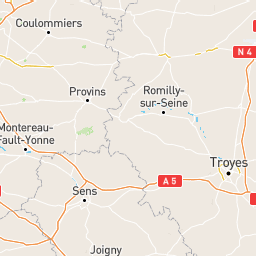 Coulommiers
N 4
Provins
Romilly-
sur-Seine
Montereau-
Fault-Yonne
Troyes
A 5
Sens
Joigny